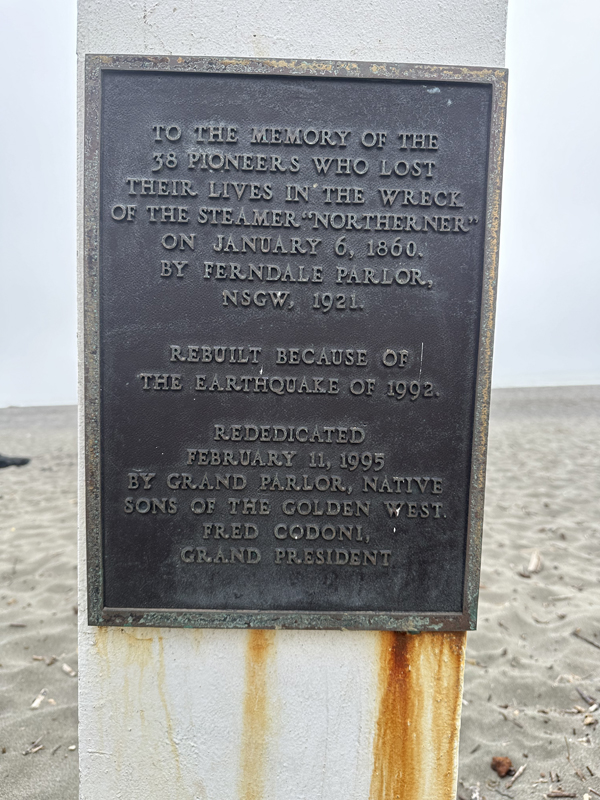 TO THE MEMORY OF THE
38 PIONEERS WHO LOST
THEIR LIVES IN THE WRECK
OF THE STEAMER "NORTHERNER"
ON JANUARY 6, 1860.
BY FERNDALE PARLOR,
NSGW, 1921.
REBUILT BECAUSE OF
THE EARTHQUAKE OF 1992.
REDEDICATED
FEBRUARY 11, 1995
BY GRAND PARLOR, NATIVE
SONS OF THE GOLDEN WEST.
FRED CODONI,
GRAND PRESIDENT